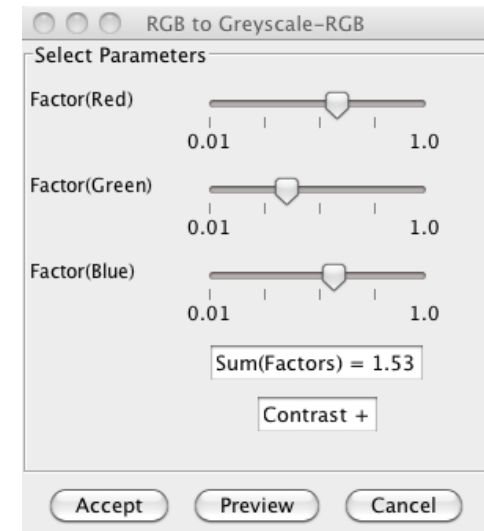 RGB to Greyscale-RGB
Select Parameters
Factor(Red)
0.01 1.0
Factor(Green)
0.01 1.0
Factor(Blue)
0.01 1.0
Sum(Factors) = 1.53
Contrast +
Accept Preview Cancel